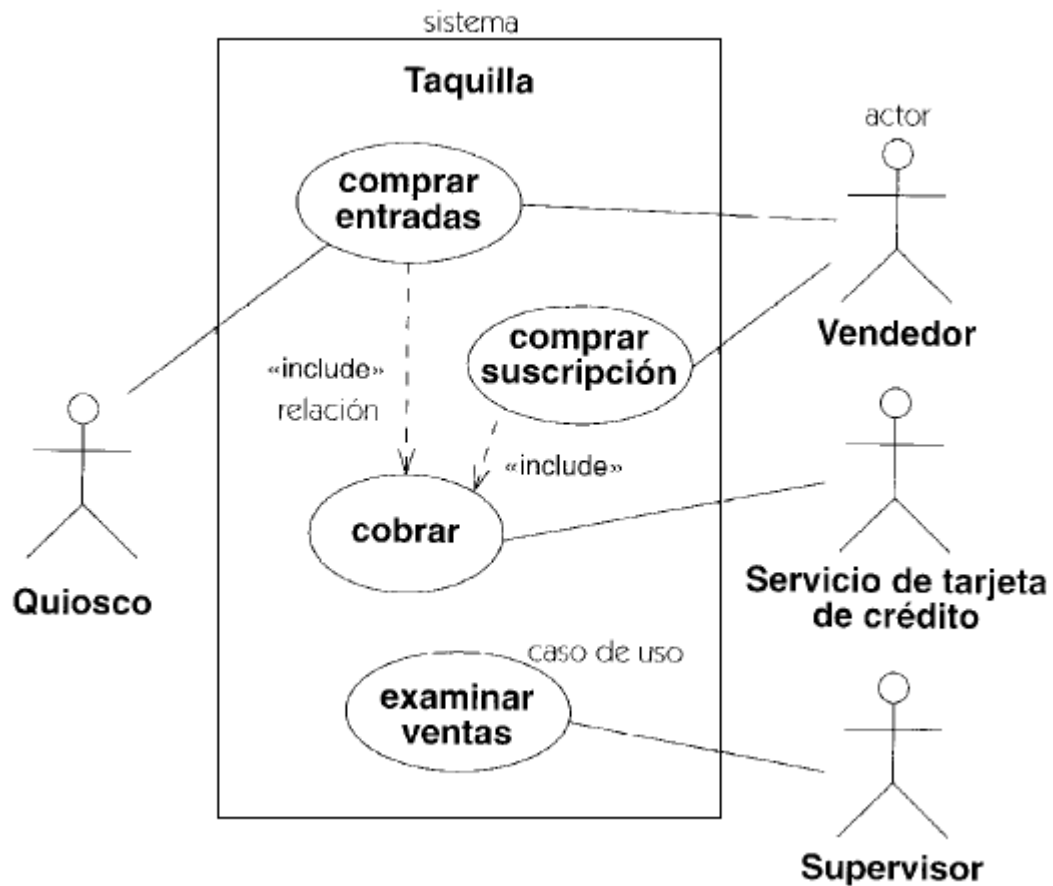 sistema
Taquilla
actor
comprar
entradas
Vendedor
comprar
suscripción
«include»
relación
«include»
cobrar
Quiosco
Servicio de tarjeta
de crédito
caso de uso
examinar
ventas
Supervisor